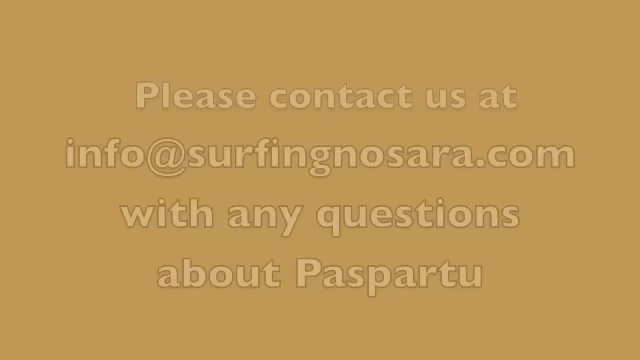 Please contact us at
info@surfingnosara.com
with any questions
about Paspartu